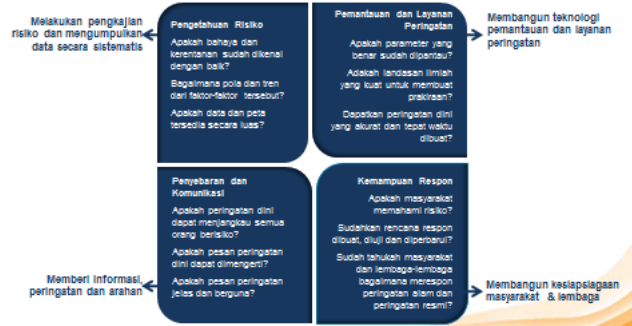 Melakukan pengkajian
risiko dan mengumpulkan
data secara sistematis
Pengetahuan Risiko
Apakah bahaya dan
kerentanan sudah dikenal
dengan baik?
Bagaimana pola dan tren
dari faktor-faktor tersebut?
Apakah data dan peta
tersedia secara luas?
Pemantauan dan Layanan
Peringatan
Apakah parameter yang
benar sudah dipantau?
Adakah landasan ilmiah
yang kuat untuk membuat
prakiraan?
Dapatkan peringatan dini
yang akurat dan tepat waktu
dibuat?
Membangun teknologi
pemantauan dan layanan
peringatan
Memberi informasi,
peringatan dan arahan
Penyebaran dan
Komunikasi
Apakah peringatan dini
dapat menjangkau semua
orang berisiko?
Apakah pesan peringatan
dini dapat dimengerti?
Apakah pesan peringatan
jelas dan berguna?
Kemampuan Respon
Apakah masyarakat
memahami risiko?
Sudahkan rencana respon
dibuat, diuji dan diperbarui?
Sudah tahukah masyarakat
dan lembaga-lembaga
bagaimana merespon
peringatan alam dan
peringatan resmi?
Membangun kesiapsiagaan
masyarakat & lembaga